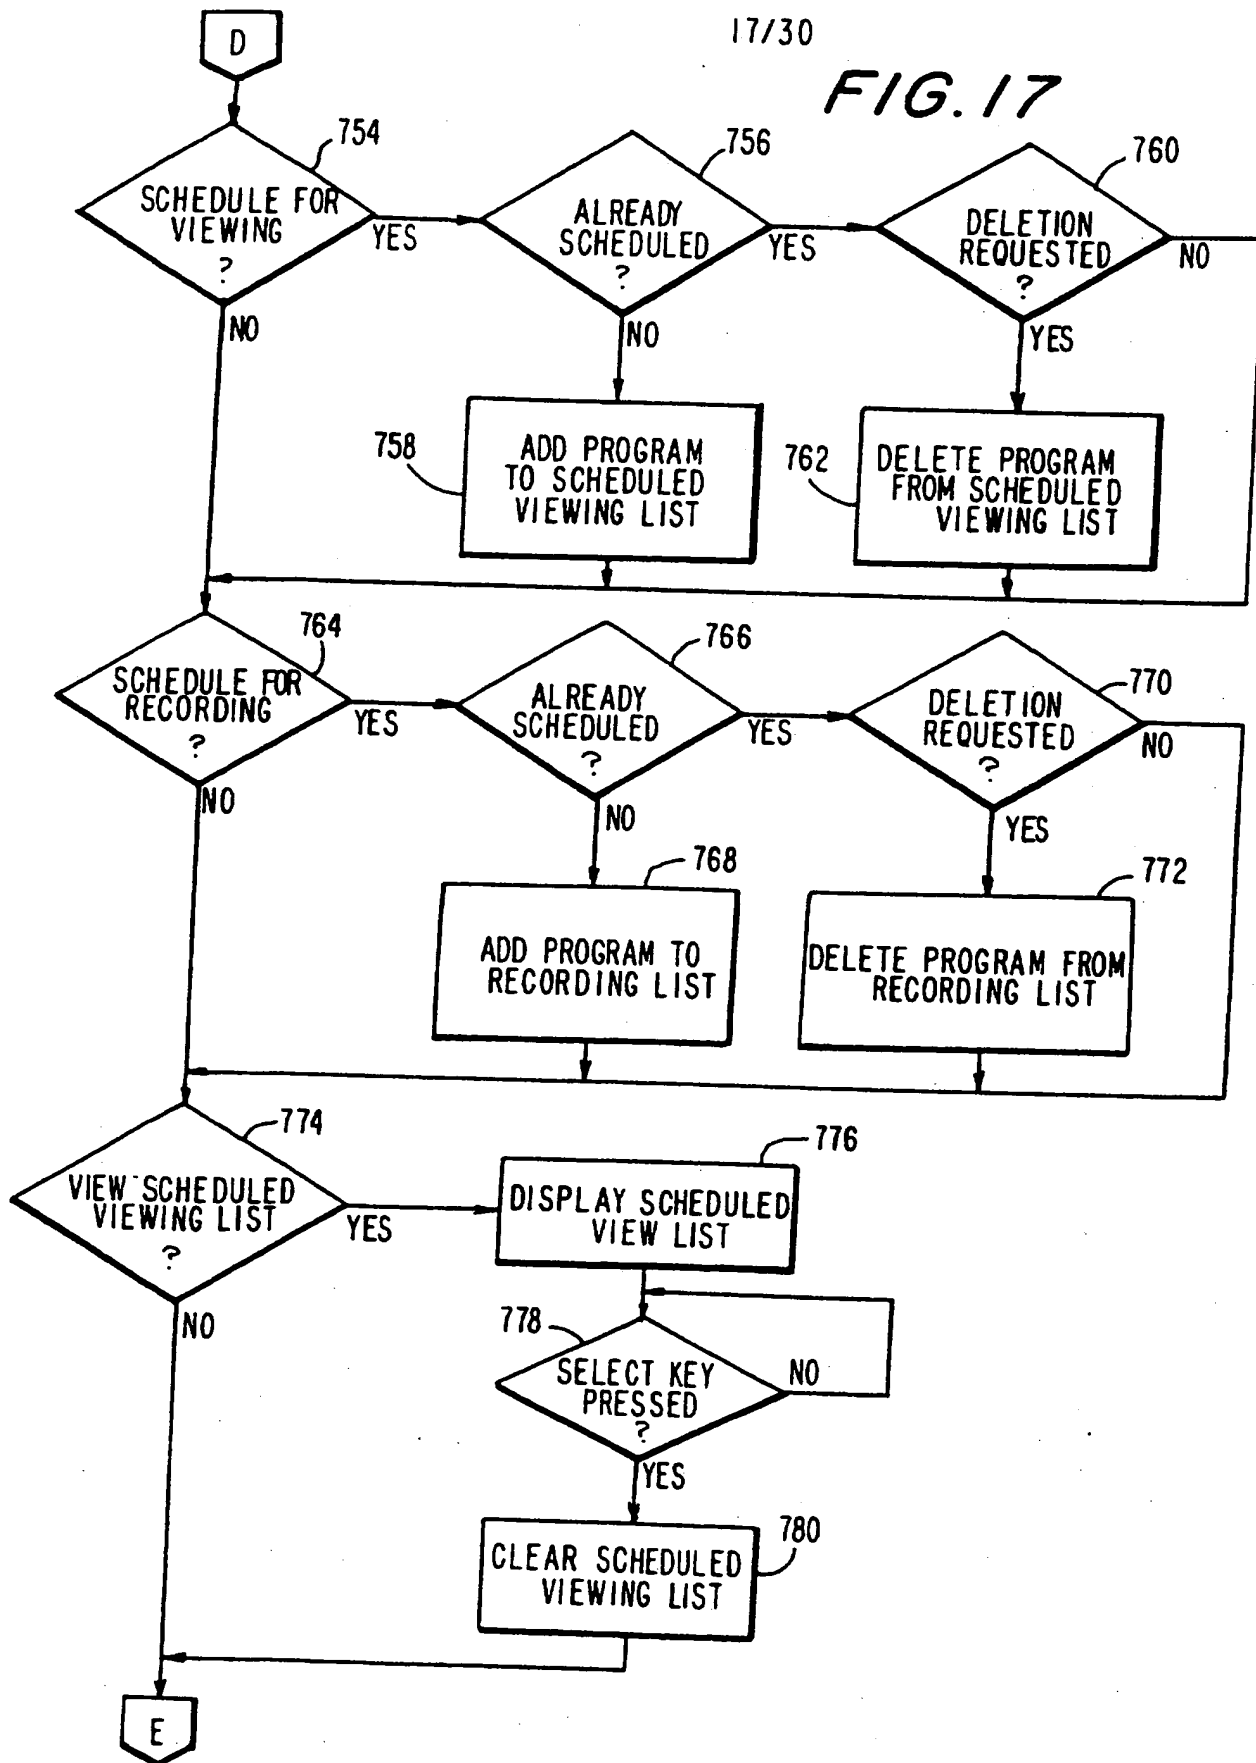 D
17/30
FIG. 17
754
SCHEDULE FOR
VIEWING
?
YES
NO
756
ALREADY
SCHEDULED
?
YES
NO
760
DELETION
REQUESTED
?
NO
YES
758
ADD PROGRAM
TO SCHEDULED
VIEWING LIST
762
DELETE PROGRAM
FROM SCHEDULED
VIEWING LIST
764
SCHEDULE FOR
RECORDING
?
YES
NO
766
ALREADY
SCHEDULED
?
YES
NO
770
DELETION
REQUESTED
?
NO
YES
768
ADD PROGRAM TO
RECORDING LIST
772
DELETE PROGRAM FROM
RECORDING LIST
774
VIEW SCHEDULED
VIEWING LIST
?
YES
NO
776
DISPLAY SCHEDULED
VIEW LIST
778
SELECT KEY
PRESSED
?
NO
YES
780
CLEAR SCHEDULED
VIEWING LIST
E